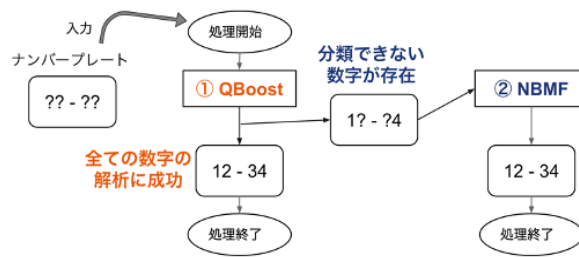 入力
処理開始
ナンバープレート
?? - ??
① QBoost
分類できない
数字が存在
1? - ?4
② NBMF
全ての数字の
解析に成功
12 - 34
12 - 34
処理終了
処理終了